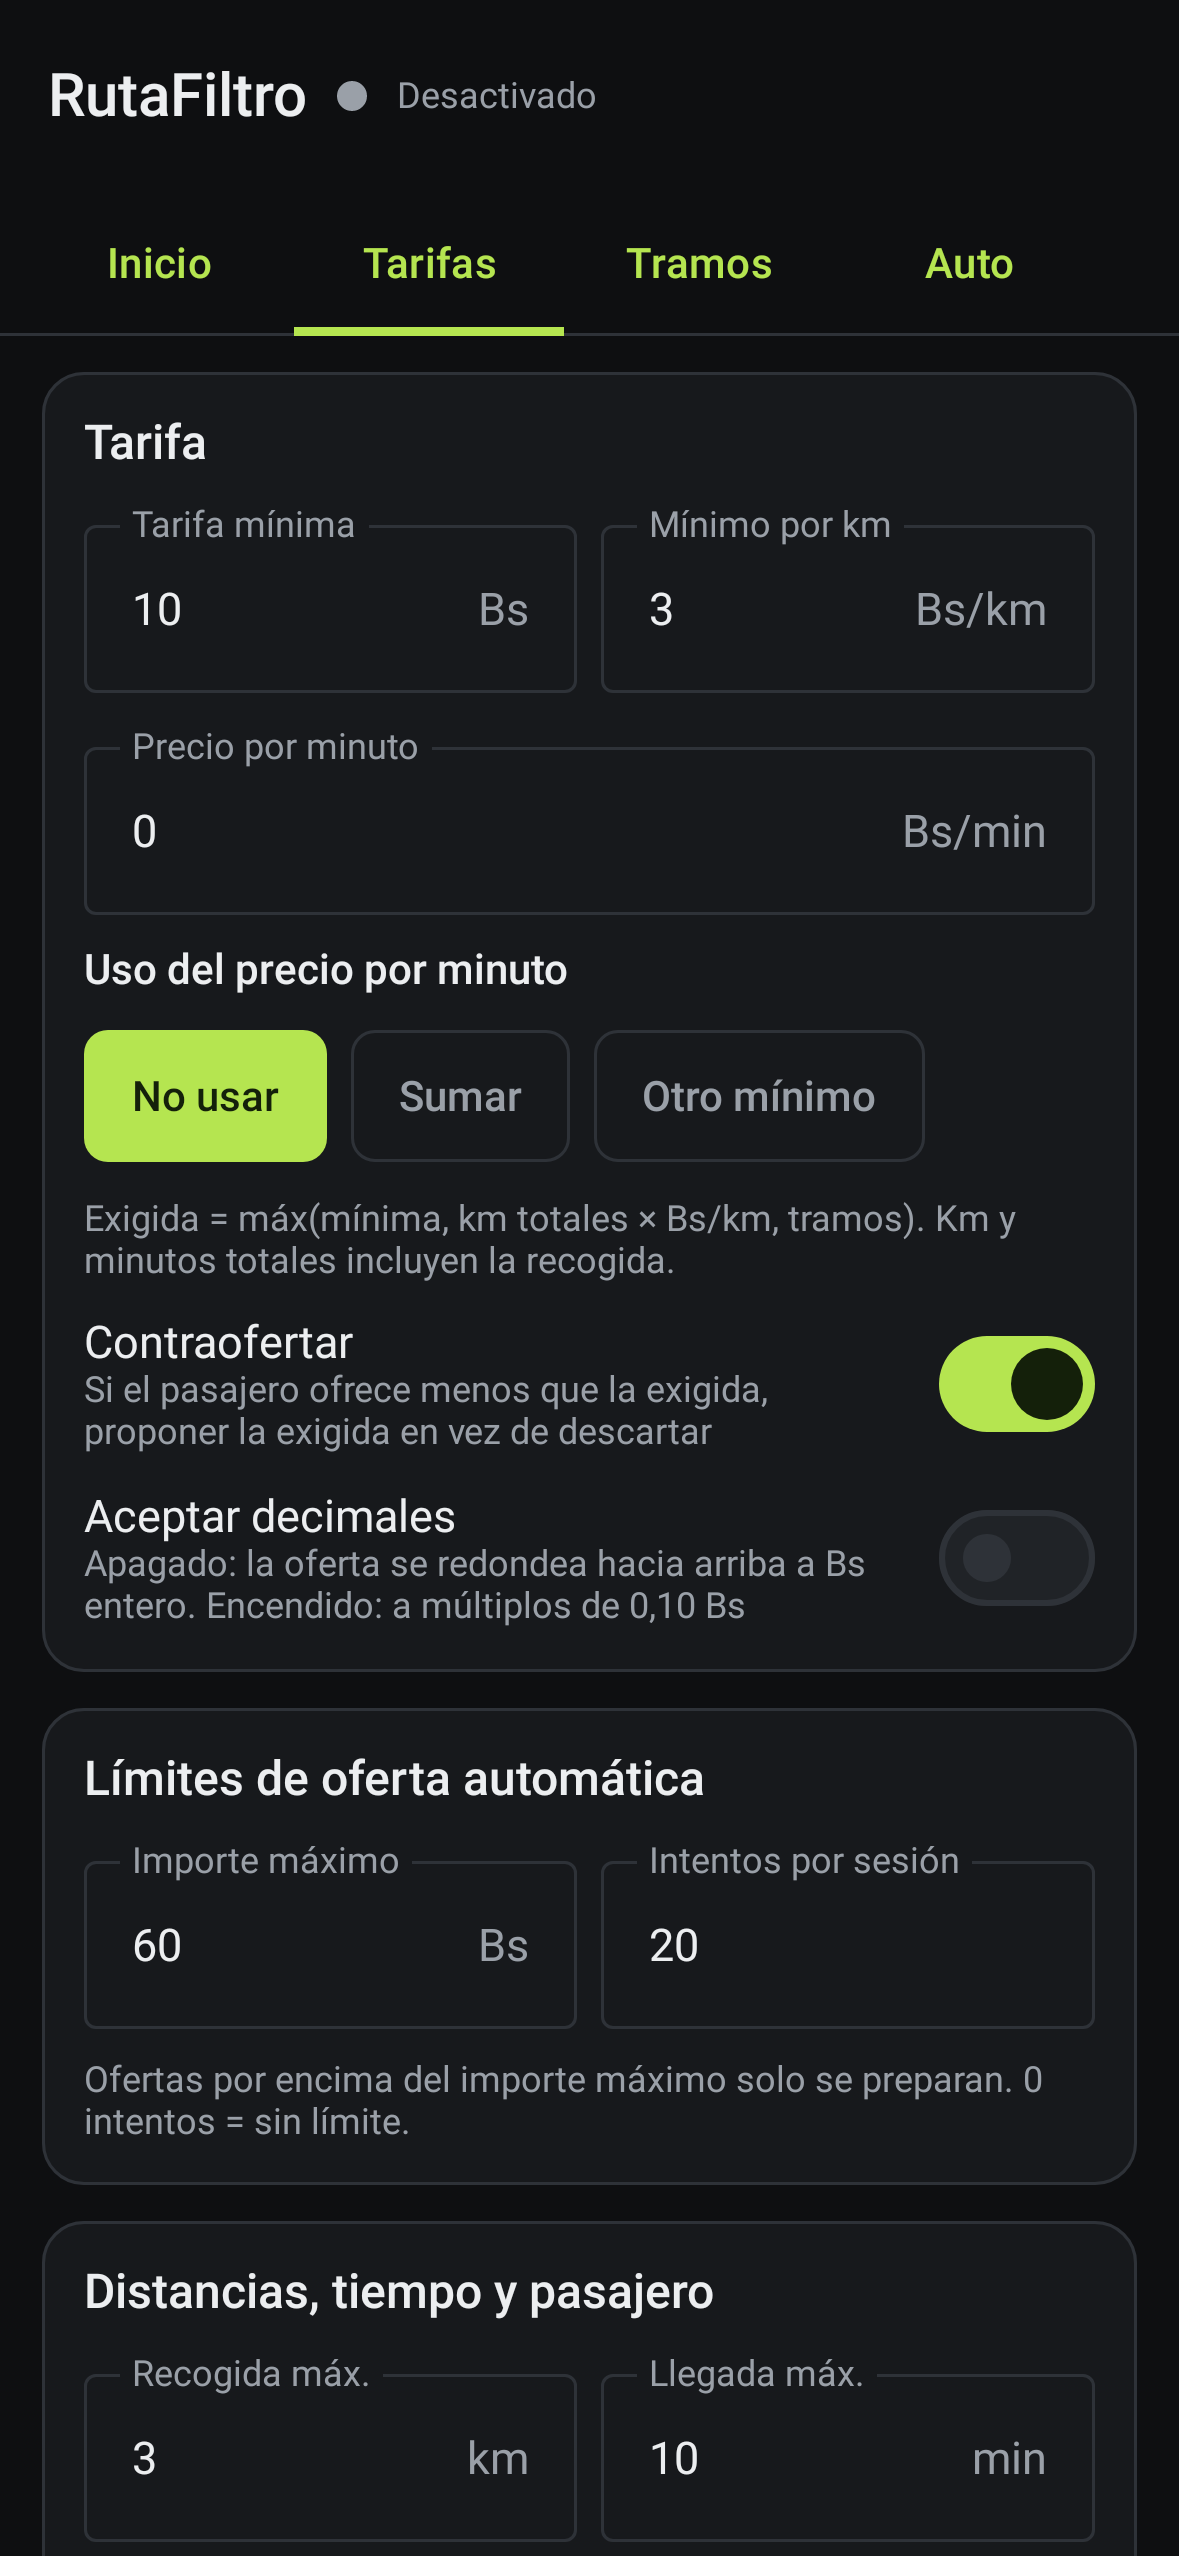 RutaFiltro Desactivado
Inicio Tarifas Tramos Auto
Tarifa
Tarifa mínima Mínimo por km
10 Bs 3 Bs/km
Precio por minuto
0 Bs/min
Uso del precio por minuto
No usar Sumar Otro mínimo
Exigida = máx(mínima, km totales × Bs/km, tramos). Km y
minutos totales incluyen la recogida.
Contraofertar
Si el pasajero ofrece menos que la exigida,
proponer la exigida en vez de descartar
Aceptar decimales
Apagado: la oferta se redondea hacia arriba a Bs
entero. Encendido: a múltiplos de 0,10 Bs
Límites de oferta automática
Importe máximo Intentos por sesión
60 Bs 20
Ofertas por encima del importe máximo solo se preparan. 0
intentos = sin límite.
Distancias, tiempo y pasajero
Recogida máx. Llegada máx.
3 km 10 min